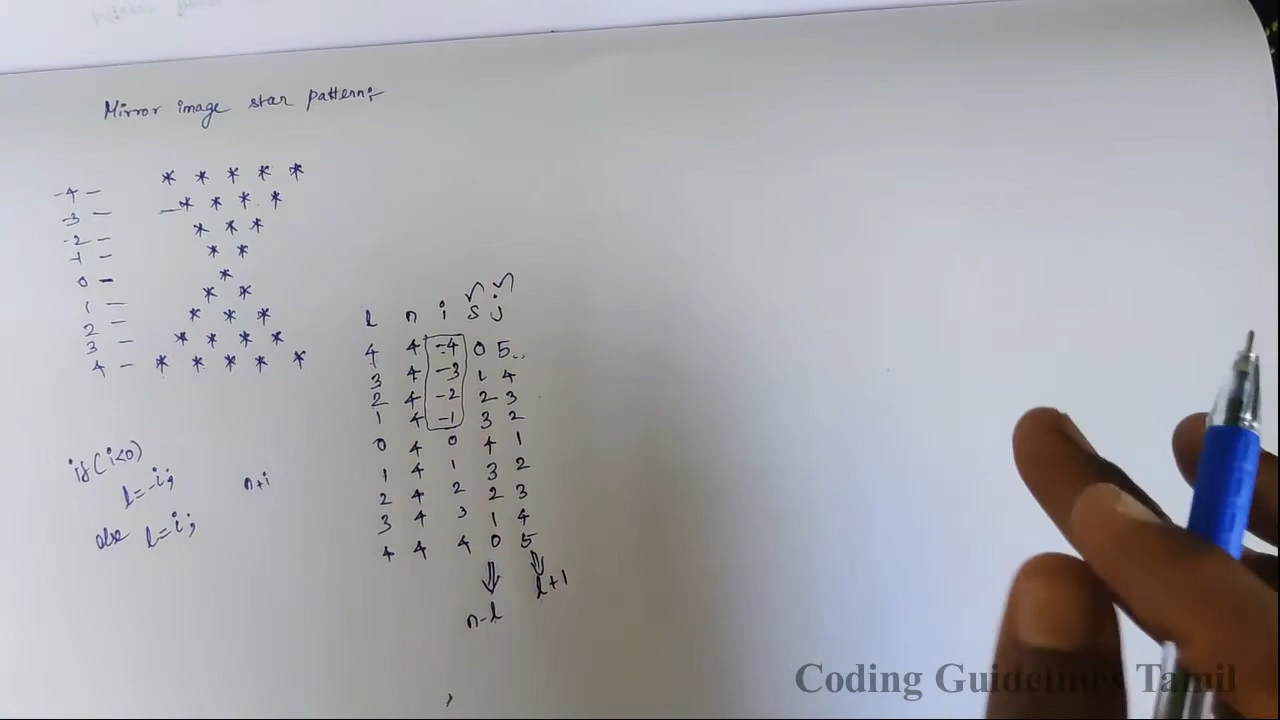 Mirror image star pattern:-
-4 - * * * * *
-3 - - * * * *
-2 - * * *
-1 - * *
0 - *
1 - * *
2 - * * *
3 - * * * *
4 - * * * * *
l n i s j
4 4 -4 0 5..
3 4 -3 1 4
2 4 -2 2 3
1 4 -1 3 2
0 4 0 4 1
1 4 1 3 2
2 4 2 2 3
3 4 3 1 4
4 4 4 0 5
n-l l+1
if(i<0)
l=-i;
else l=i;
n+i
Coding Guidelines Tamil